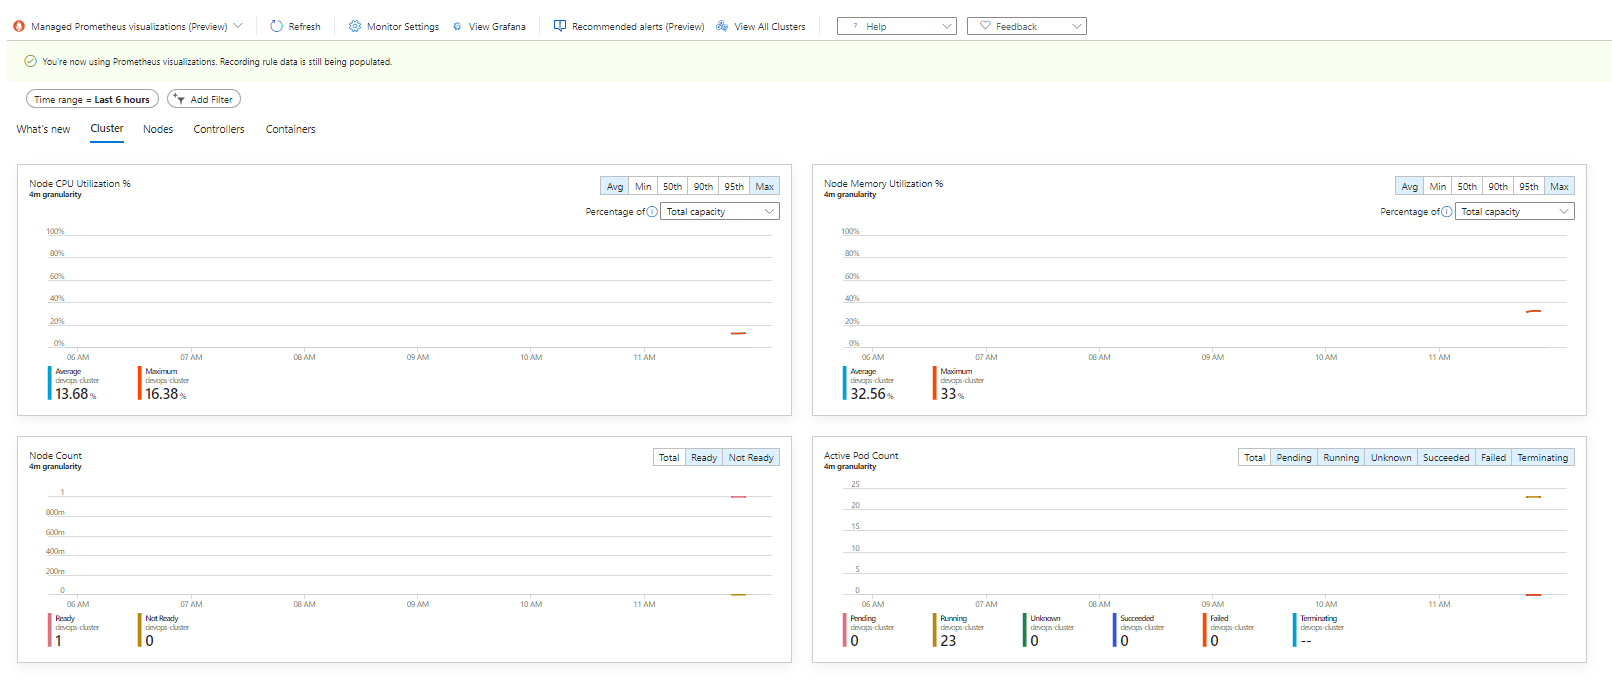 Managed Prometheus visualizations (Preview) Refresh Monitor Settings View Grafana Recommended alerts (Preview) View All Clusters ? Help Feedback
You're now using Prometheus visualizations. Recording rule data is still being populated.
Time range = Last 6 hours Add Filter
What's new Cluster Nodes Controllers Containers
Node CPU Utilization %
4m granularity
Avg Min 50th 90th 95th Max
Percentage of Total capacity
100%
80%
60%
40%
20%
0%
06 AM 07 AM 08 AM 09 AM 10 AM 11 AM
Average Maximum
devops-cluster devops-cluster
13.68 % 16.38 %
Node Memory Utilization %
4m granularity
Avg Min 50th 90th 95th Max
Percentage of Total capacity
100%
80%
60%
40%
20%
0%
06 AM 07 AM 08 AM 09 AM 10 AM 11 AM
Average Maximum
devops-cluster devops-cluster
32.56 % 33 %
Node Count
4m granularity
Total Ready Not Ready
1
800m
600m
400m
200m
0
06 AM 07 AM 08 AM 09 AM 10 AM 11 AM
Ready Not Ready
devops-cluster devops-cluster
1 0
Active Pod Count
4m granularity
Total Pending Running Unknown Succeeded Failed Terminating
25
20
15
10
5
0
06 AM 07 AM 08 AM 09 AM 10 AM 11 AM
Pending Running Unknown Succeeded Failed Terminating
devops-cluster devops-cluster devops-cluster devops-cluster devops-cluster devops-cluster
0 23 0 0 0 --